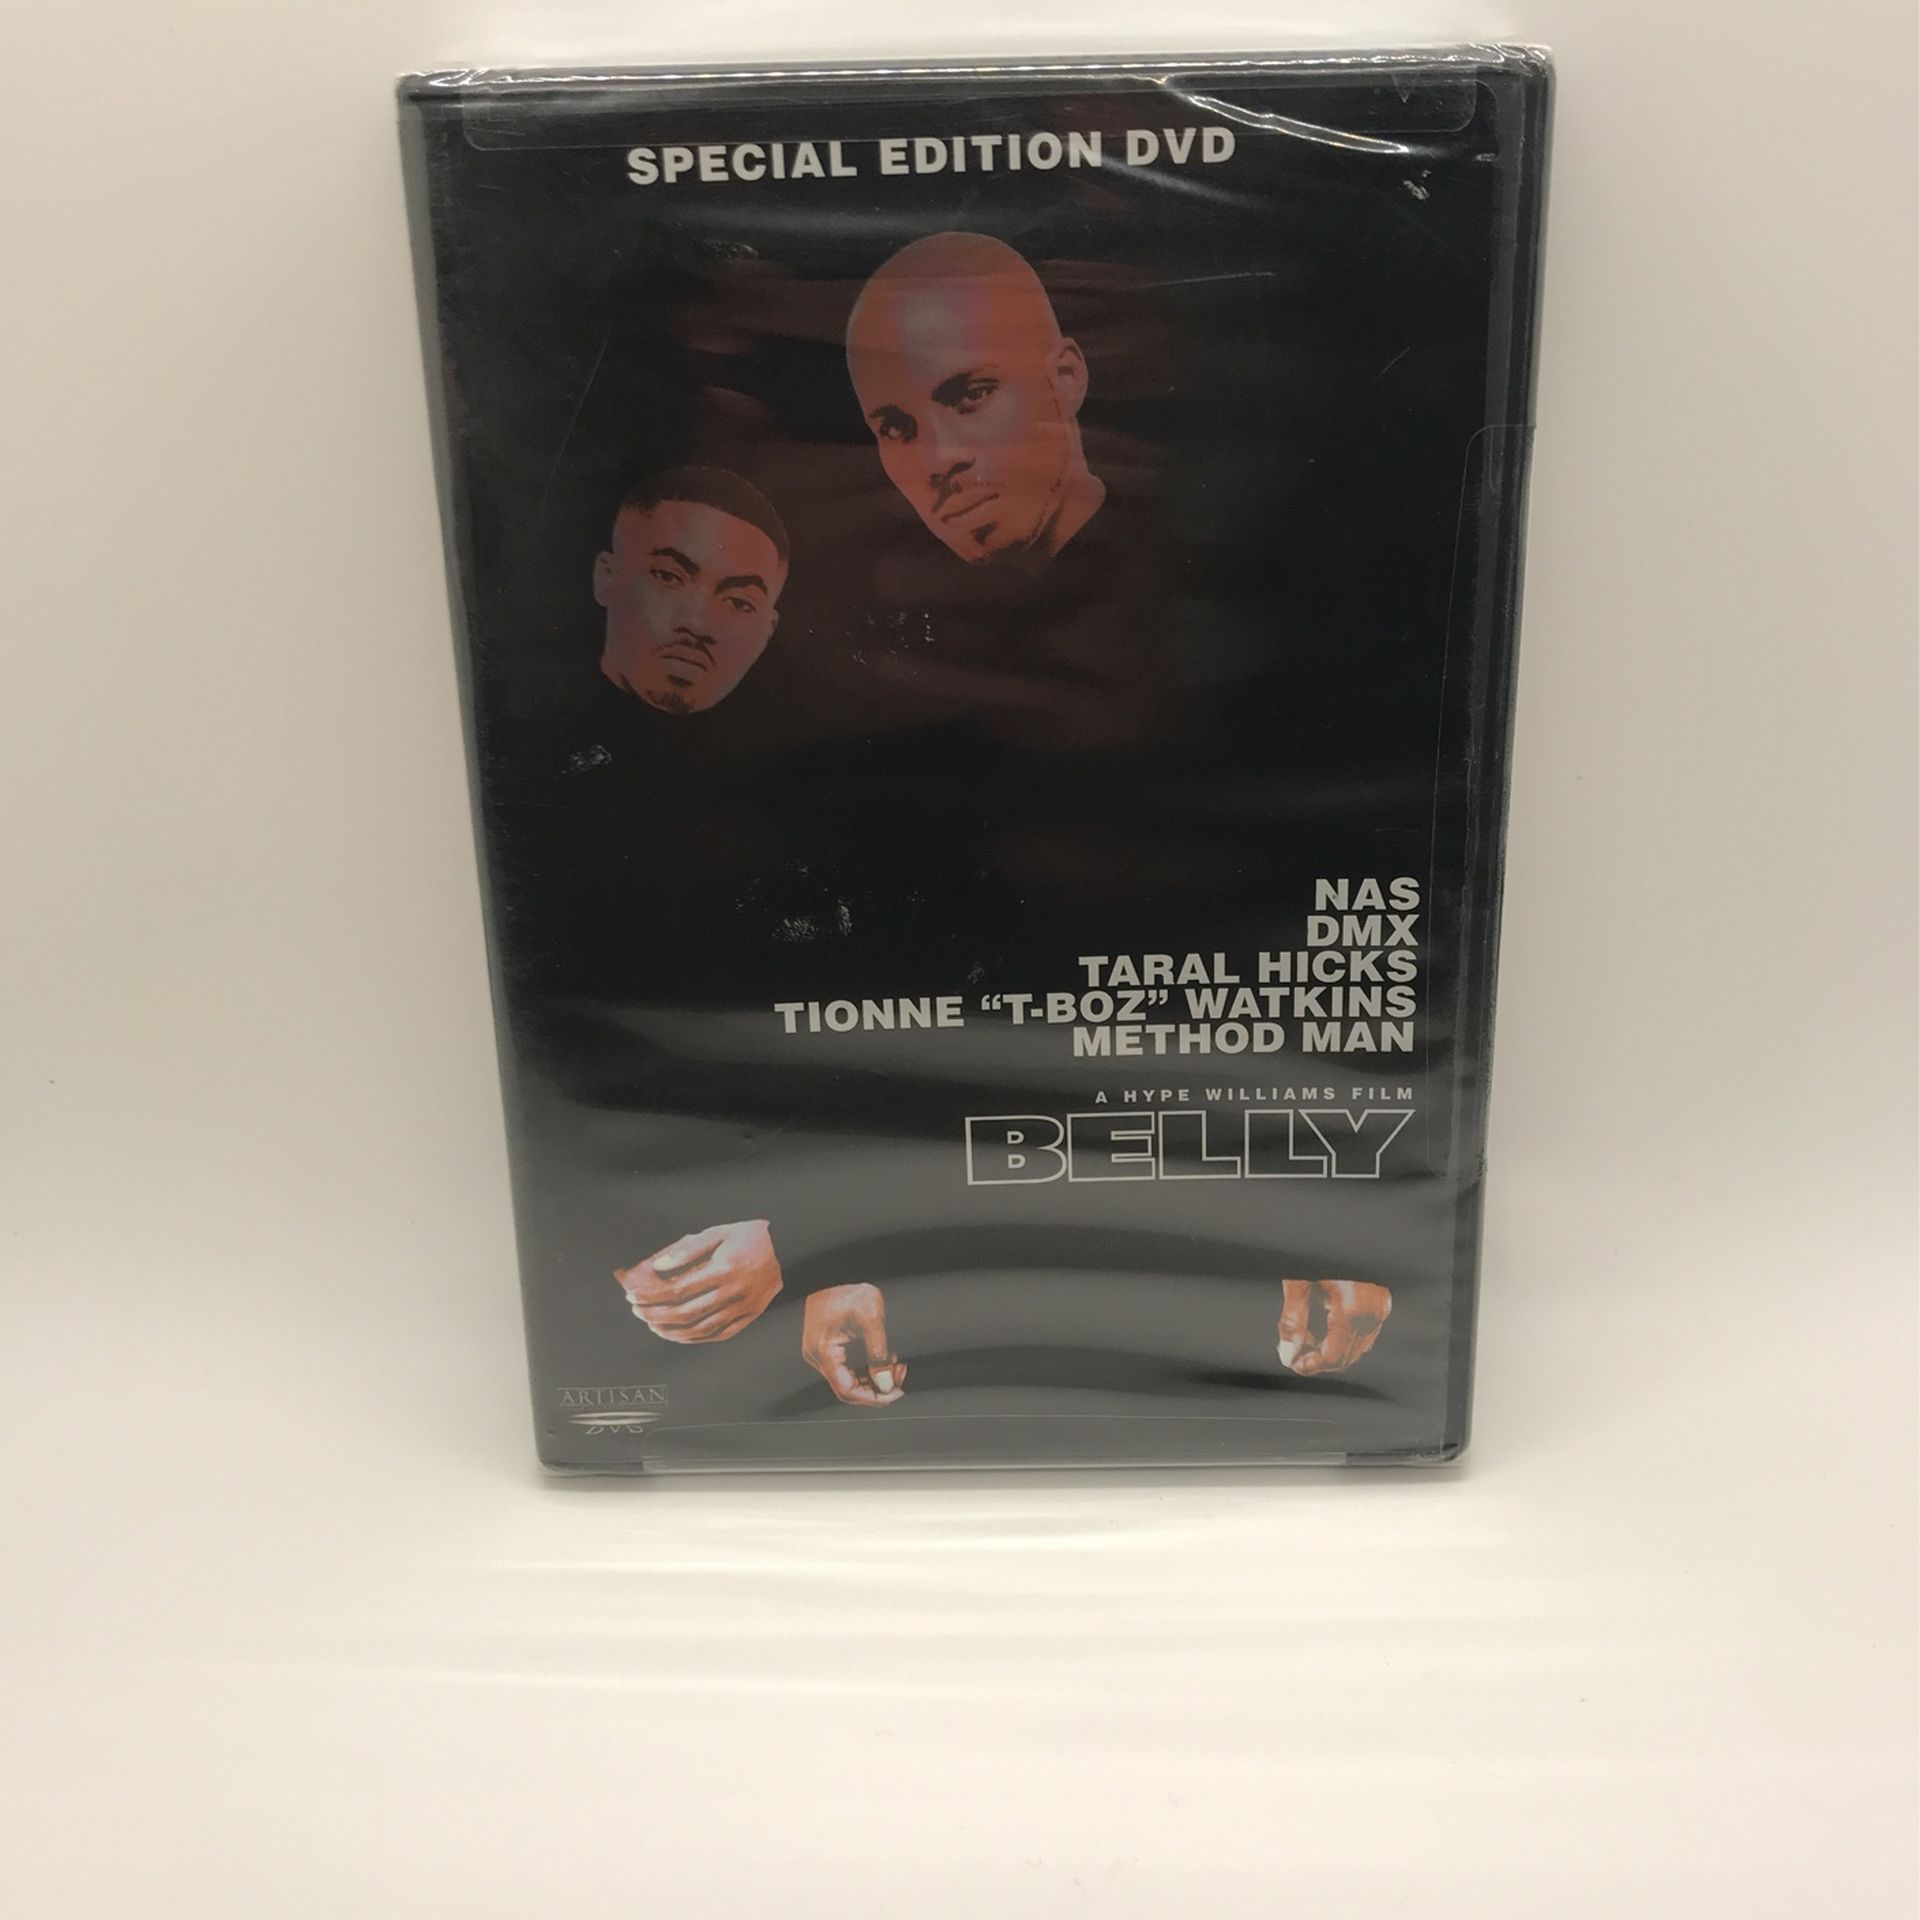 SPECIAL EDITION DVD
NAS
DMX
TARAL HICKS
TIONNE “T-BOZ” WATKINS
METHOD MAN
A HYPE WILLIAMS FILM
BELLY
ARTISAN